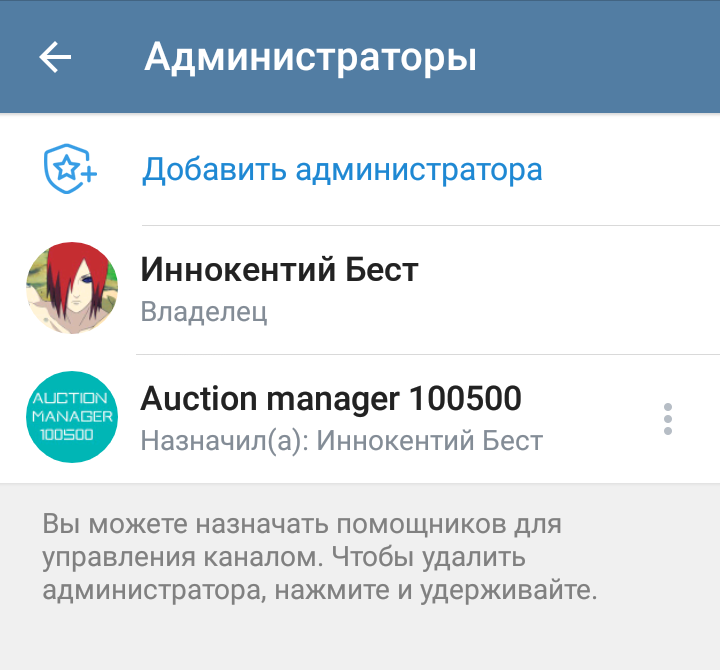 Администраторы
Добавить администратора
Иннокентий Бест
Владелец
AUCTION
MANAGER
100500
Auction manager 100500
Назначил(а): Иннокентий Бест
Вы можете назначать помощников для
управления каналом. Чтобы удалить
администратора, нажмите и удерживайте.